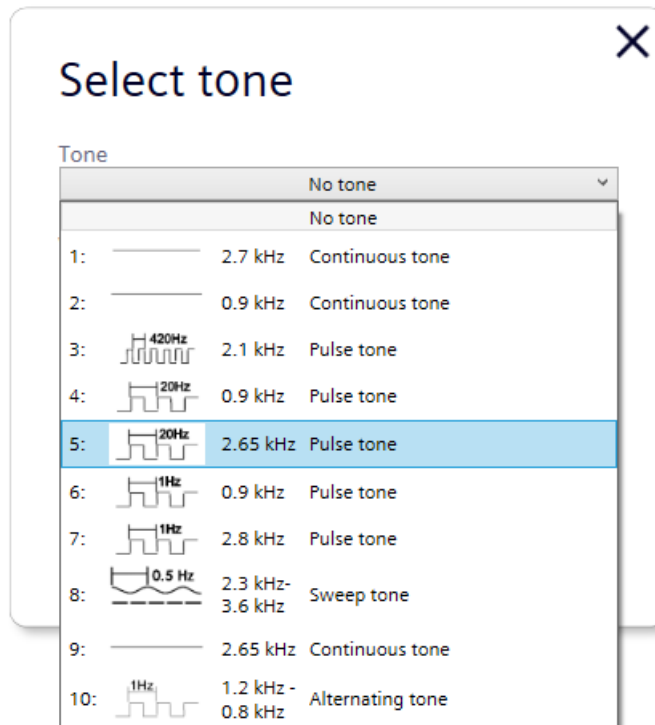 Select tone
Tone
No tone
No tone
1: 2.7 kHz Continuous tone
2: 0.9 kHz Continuous tone
3: 420Hz 2.1 kHz Pulse tone
4: 20Hz 0.9 kHz Pulse tone
5: 20Hz 2.65 kHz Pulse tone
6: 1Hz 0.9 kHz Pulse tone
7: 1Hz 2.8 kHz Pulse tone
8: 0.5 Hz 2.3 kHz-
3.6 kHz Sweep tone
9: 2.65 kHz Continuous tone
10: 1Hz 1.2 kHz -
0.8 kHz Alternating tone